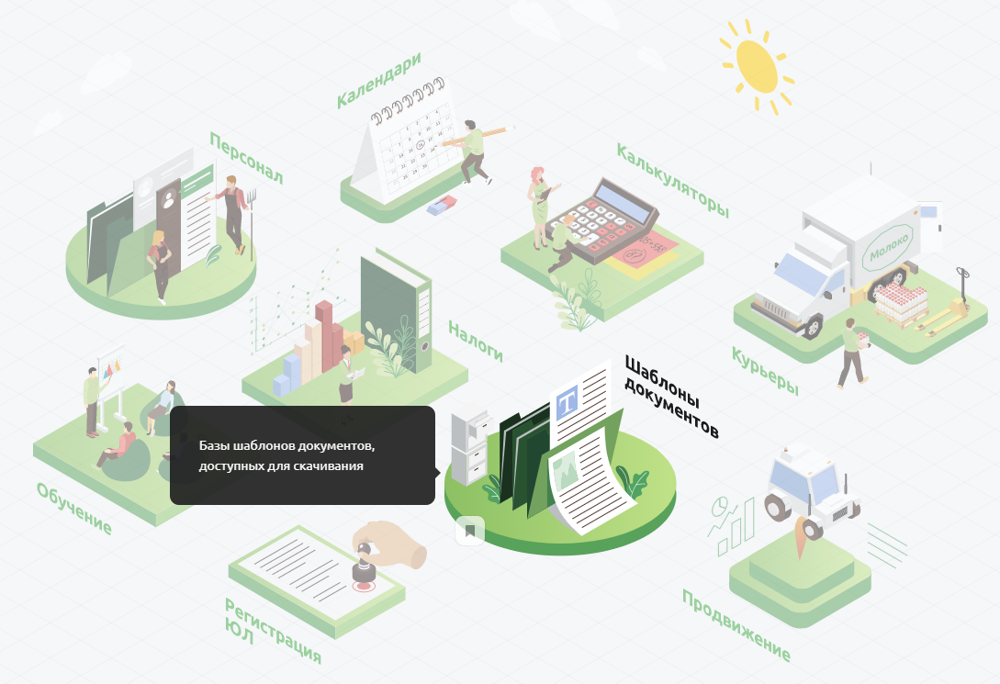 Календари
Персонал
Калькуляторы
Молоко
Налоги
Курьеры
Шаблоны
документов
T
Базы шаблонов документов,
доступных для скачивания
Обучение
Регистрация
ЮЛ
Продвижение